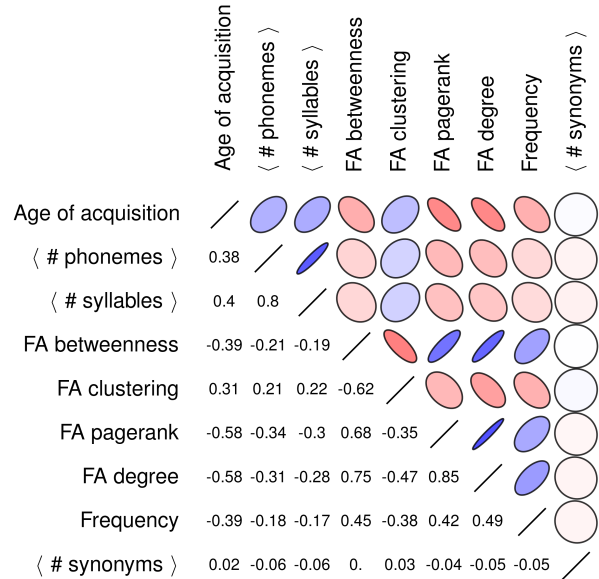 Age of acquisition
⟨ # phonemes ⟩
⟨ # syllables ⟩
FA betweenness
FA clustering
FA pagerank
FA degree
Frequency
⟨ # synonyms ⟩
Age of acquisition
⟨ # phonemes ⟩ 0.38
⟨ # syllables ⟩ 0.4 0.8
FA betweenness -0.39 -0.21 -0.19
FA clustering 0.31 0.21 0.22 -0.62
FA pagerank -0.58 -0.34 -0.3 0.68 -0.35
FA degree -0.58 -0.31 -0.28 0.75 -0.47 0.85
Frequency -0.39 -0.18 -0.17 0.45 -0.38 0.42 0.49
⟨ # synonyms ⟩ 0.02 -0.06 -0.06 0. 0.03 -0.04 -0.05 -0.05